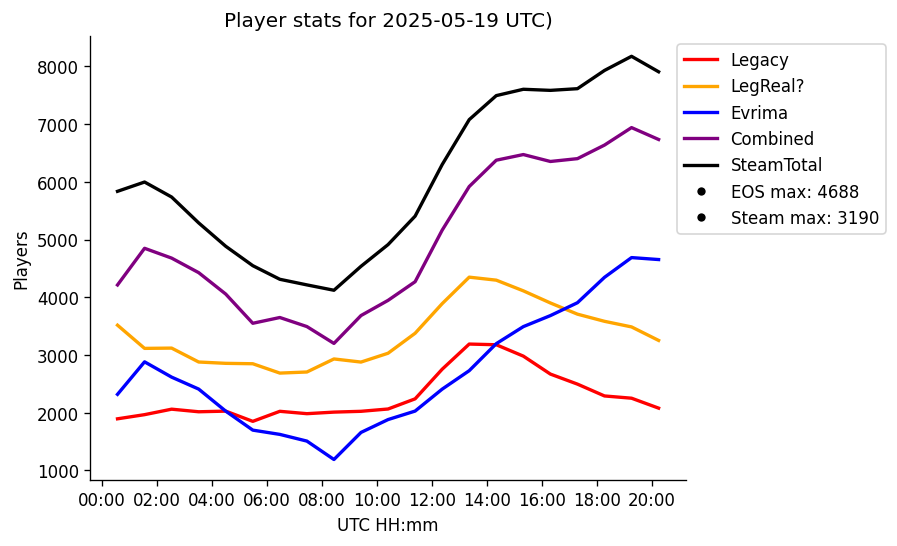 Player stats for 2025-05-19 UTC)
Legacy
LegReal?
Evrima
Combined
SteamTotal
EOS max: 4688
Steam max: 3190
8000
7000
6000
5000
4000
3000
2000
1000
Players
00:00 02:00 04:00 06:00 08:00 10:00 12:00 14:00 16:00 18:00 20:00
UTC HH:mm